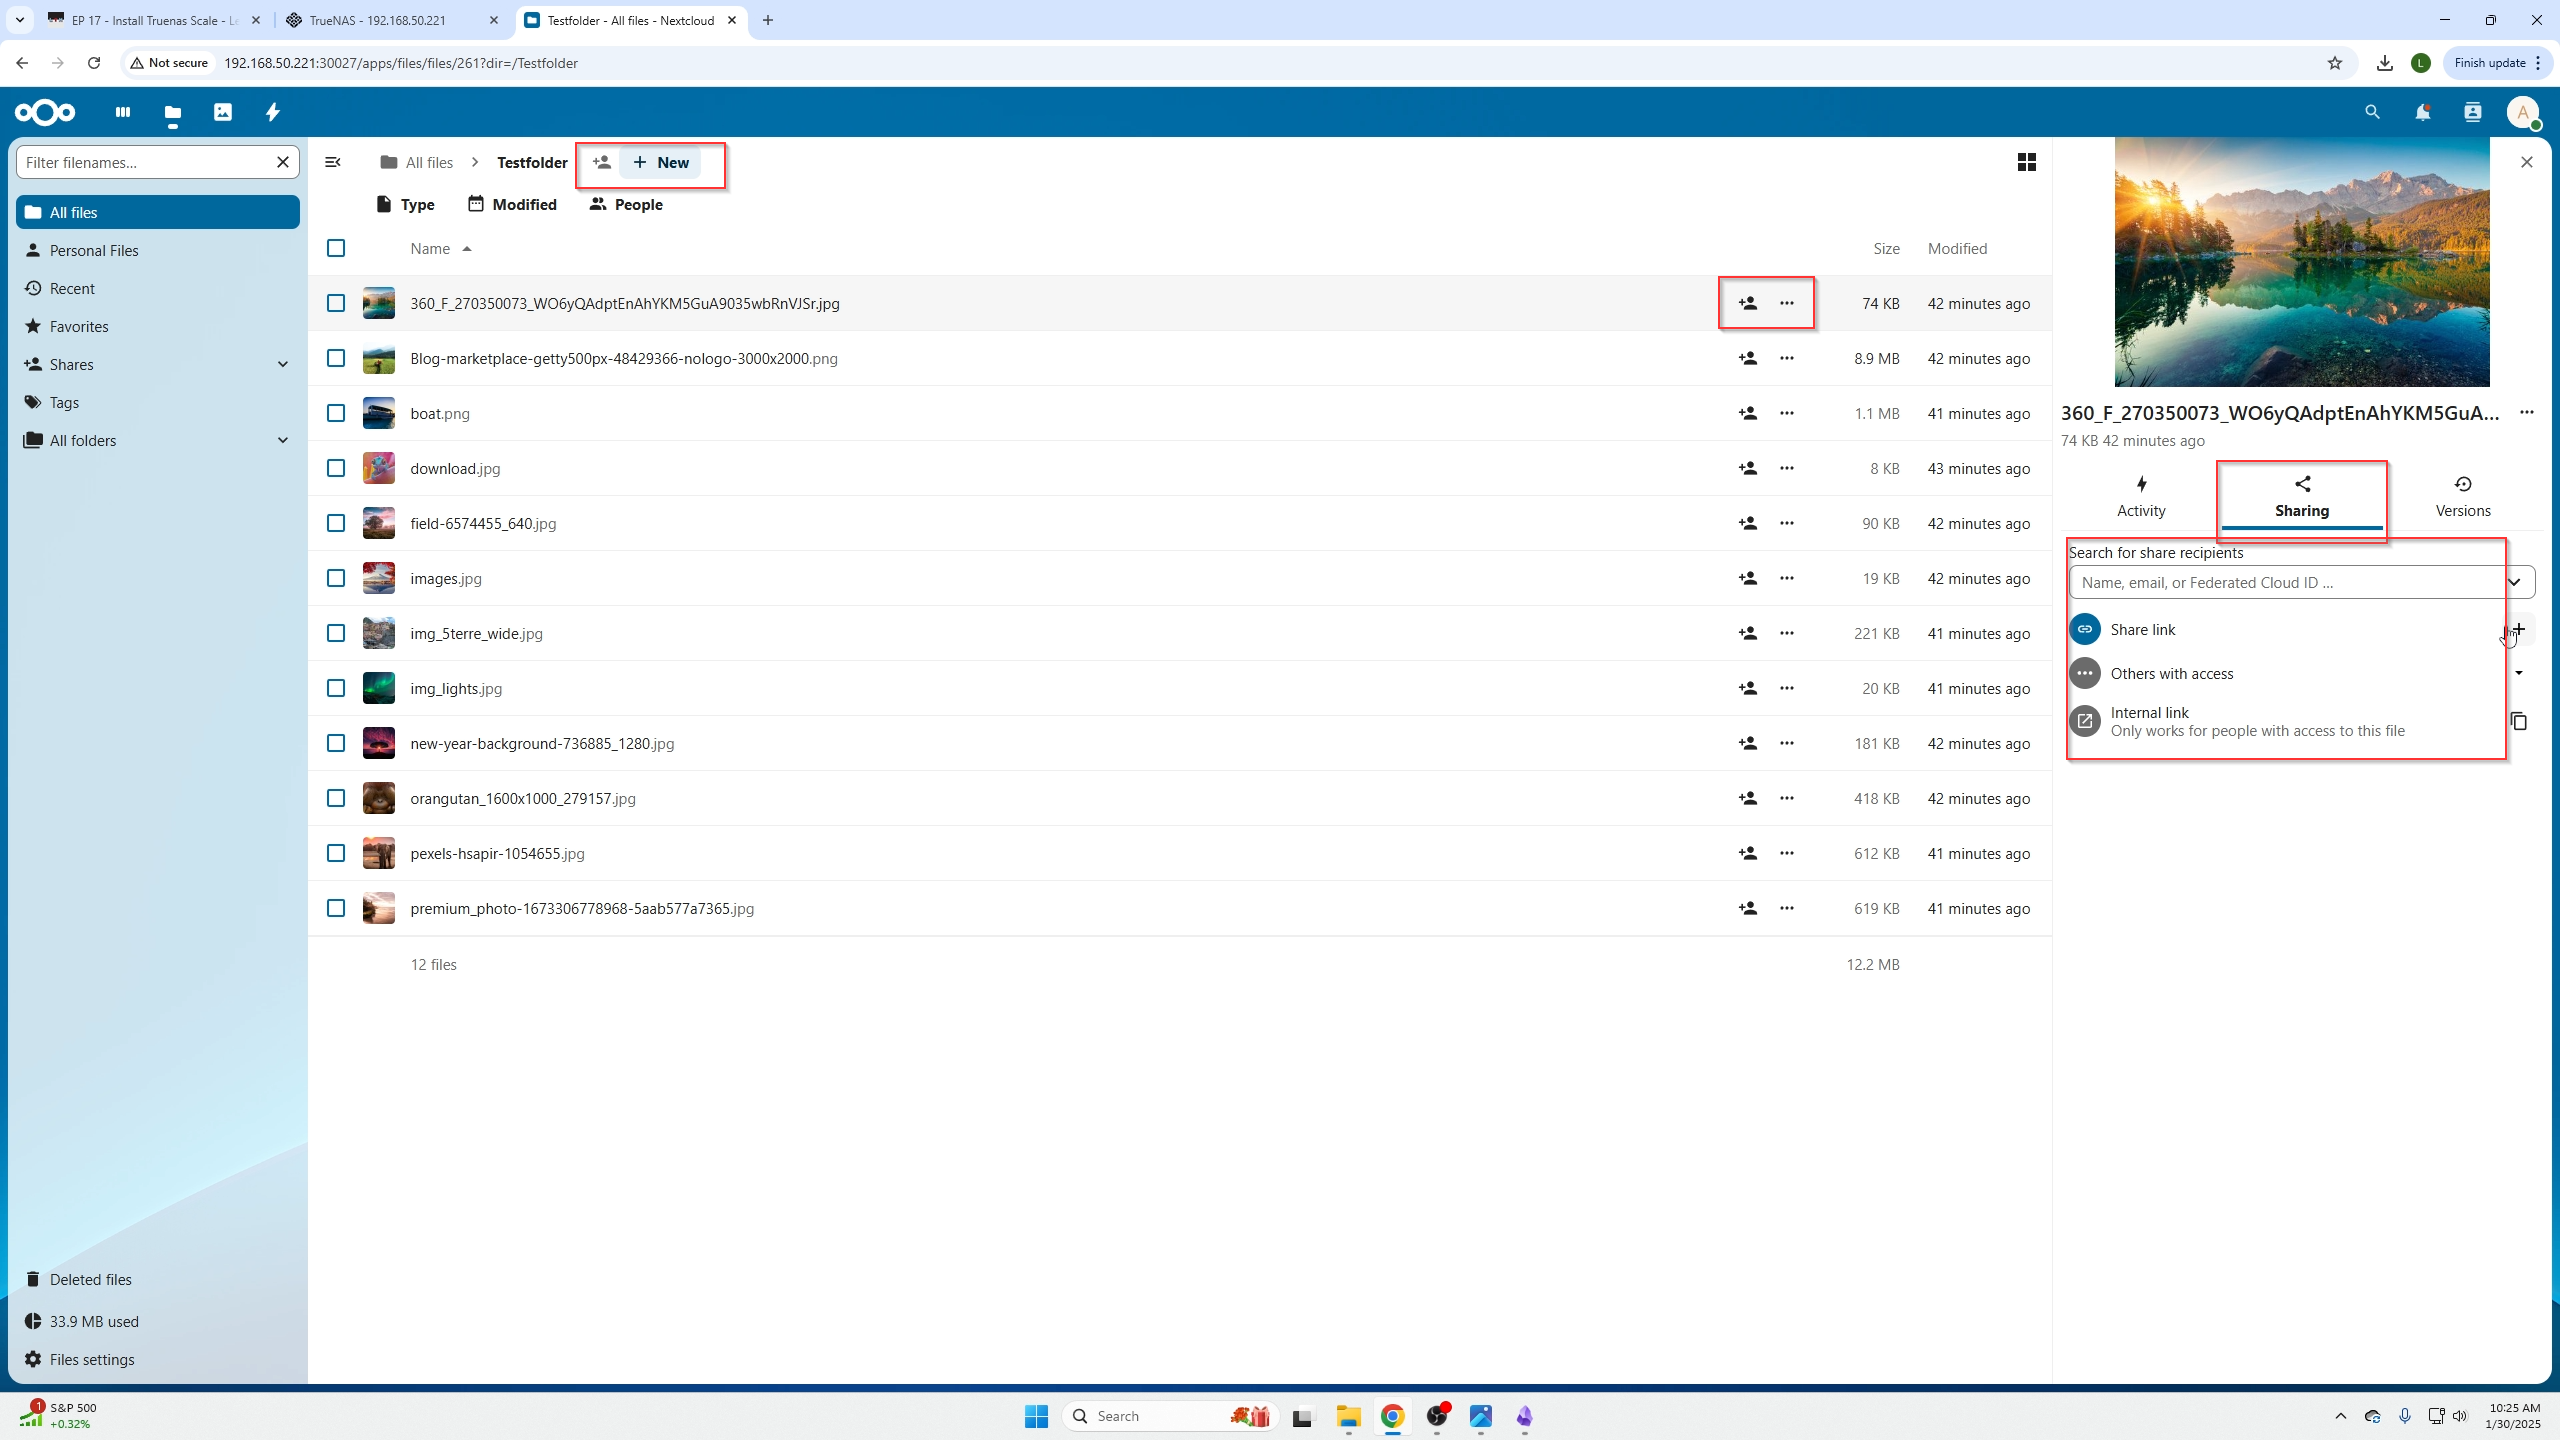 EP 17 - Install Truenas Scale - Le
TrueNAS - 192.168.50.221
Testfolder - All files - Nextcloud
Not secure
192.168.50.221:30027/apps/files/files/261?dir=/Testfolder
L
Finish update
A
Filter filenames...
All files
Personal Files
Recent
Favorites
Shares
Tags
All folders
Deleted files
33.9 MB used
Files settings
All files
Testfolder
New
Type
Modified
People
Name
Size
Modified
360_F_270350073_WO6yQAdptEnAhYKM5GuA9035wbRnVJSr.jpg 74 KB 42 minutes ago
Blog-marketplace-getty500px-48429366-nologo-3000x2000.png 8.9 MB 42 minutes ago
boat.png 1.1 MB 41 minutes ago
download.jpg 8 KB 43 minutes ago
field-6574455_640.jpg 90 KB 42 minutes ago
images.jpg 19 KB 42 minutes ago
img_5terre_wide.jpg 221 KB 41 minutes ago
img_lights.jpg 20 KB 41 minutes ago
new-year-background-736885_1280.jpg 181 KB 42 minutes ago
orangutan_1600x1000_279157.jpg 418 KB 42 minutes ago
pexels-hsapir-1054655.jpg 612 KB 41 minutes ago
premium_photo-1673306778968-5aab577a7365.jpg 619 KB 41 minutes ago
12 files 12.2 MB
360_F_270350073_WO6yQAdptEnAhYKM5GuA...
74 KB 42 minutes ago
Activity
Sharing
Versions
Search for share recipients
Name, email, or Federated Cloud ID ...
Share link
Others with access
Internal link
Only works for people with access to this file
1
S&P 500
+0.32%
Search
10:25 AM
1/30/2025